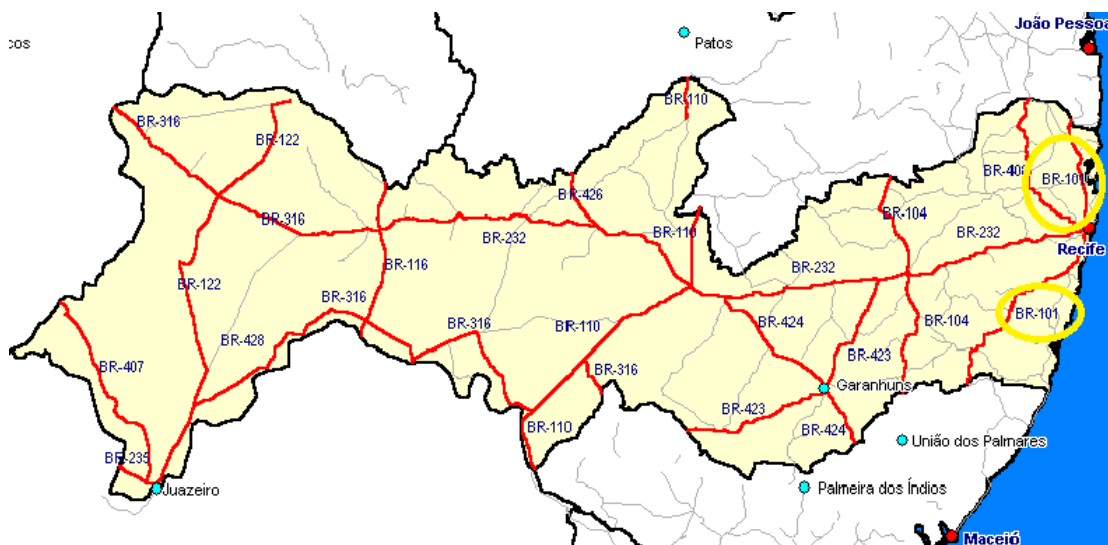 João Pessoa
cos
Patos
BR-110
BR-316
BR-122
BR-408
BR-101
BR-426
BR-316
BR-104
BR-232
BR-110
BR-232
Recife
BR-116
BR-232
BR-122
BR-316
BR-101
BR-316
BR-110
BR-424
BR-104
BR-428
BR-423
BR-407
BR-316
Garanhuns
BR-423
BR-424
BR-110
União dos Palmares
BR-235
Juazeiro
Palmeira dos Índios
Maceió